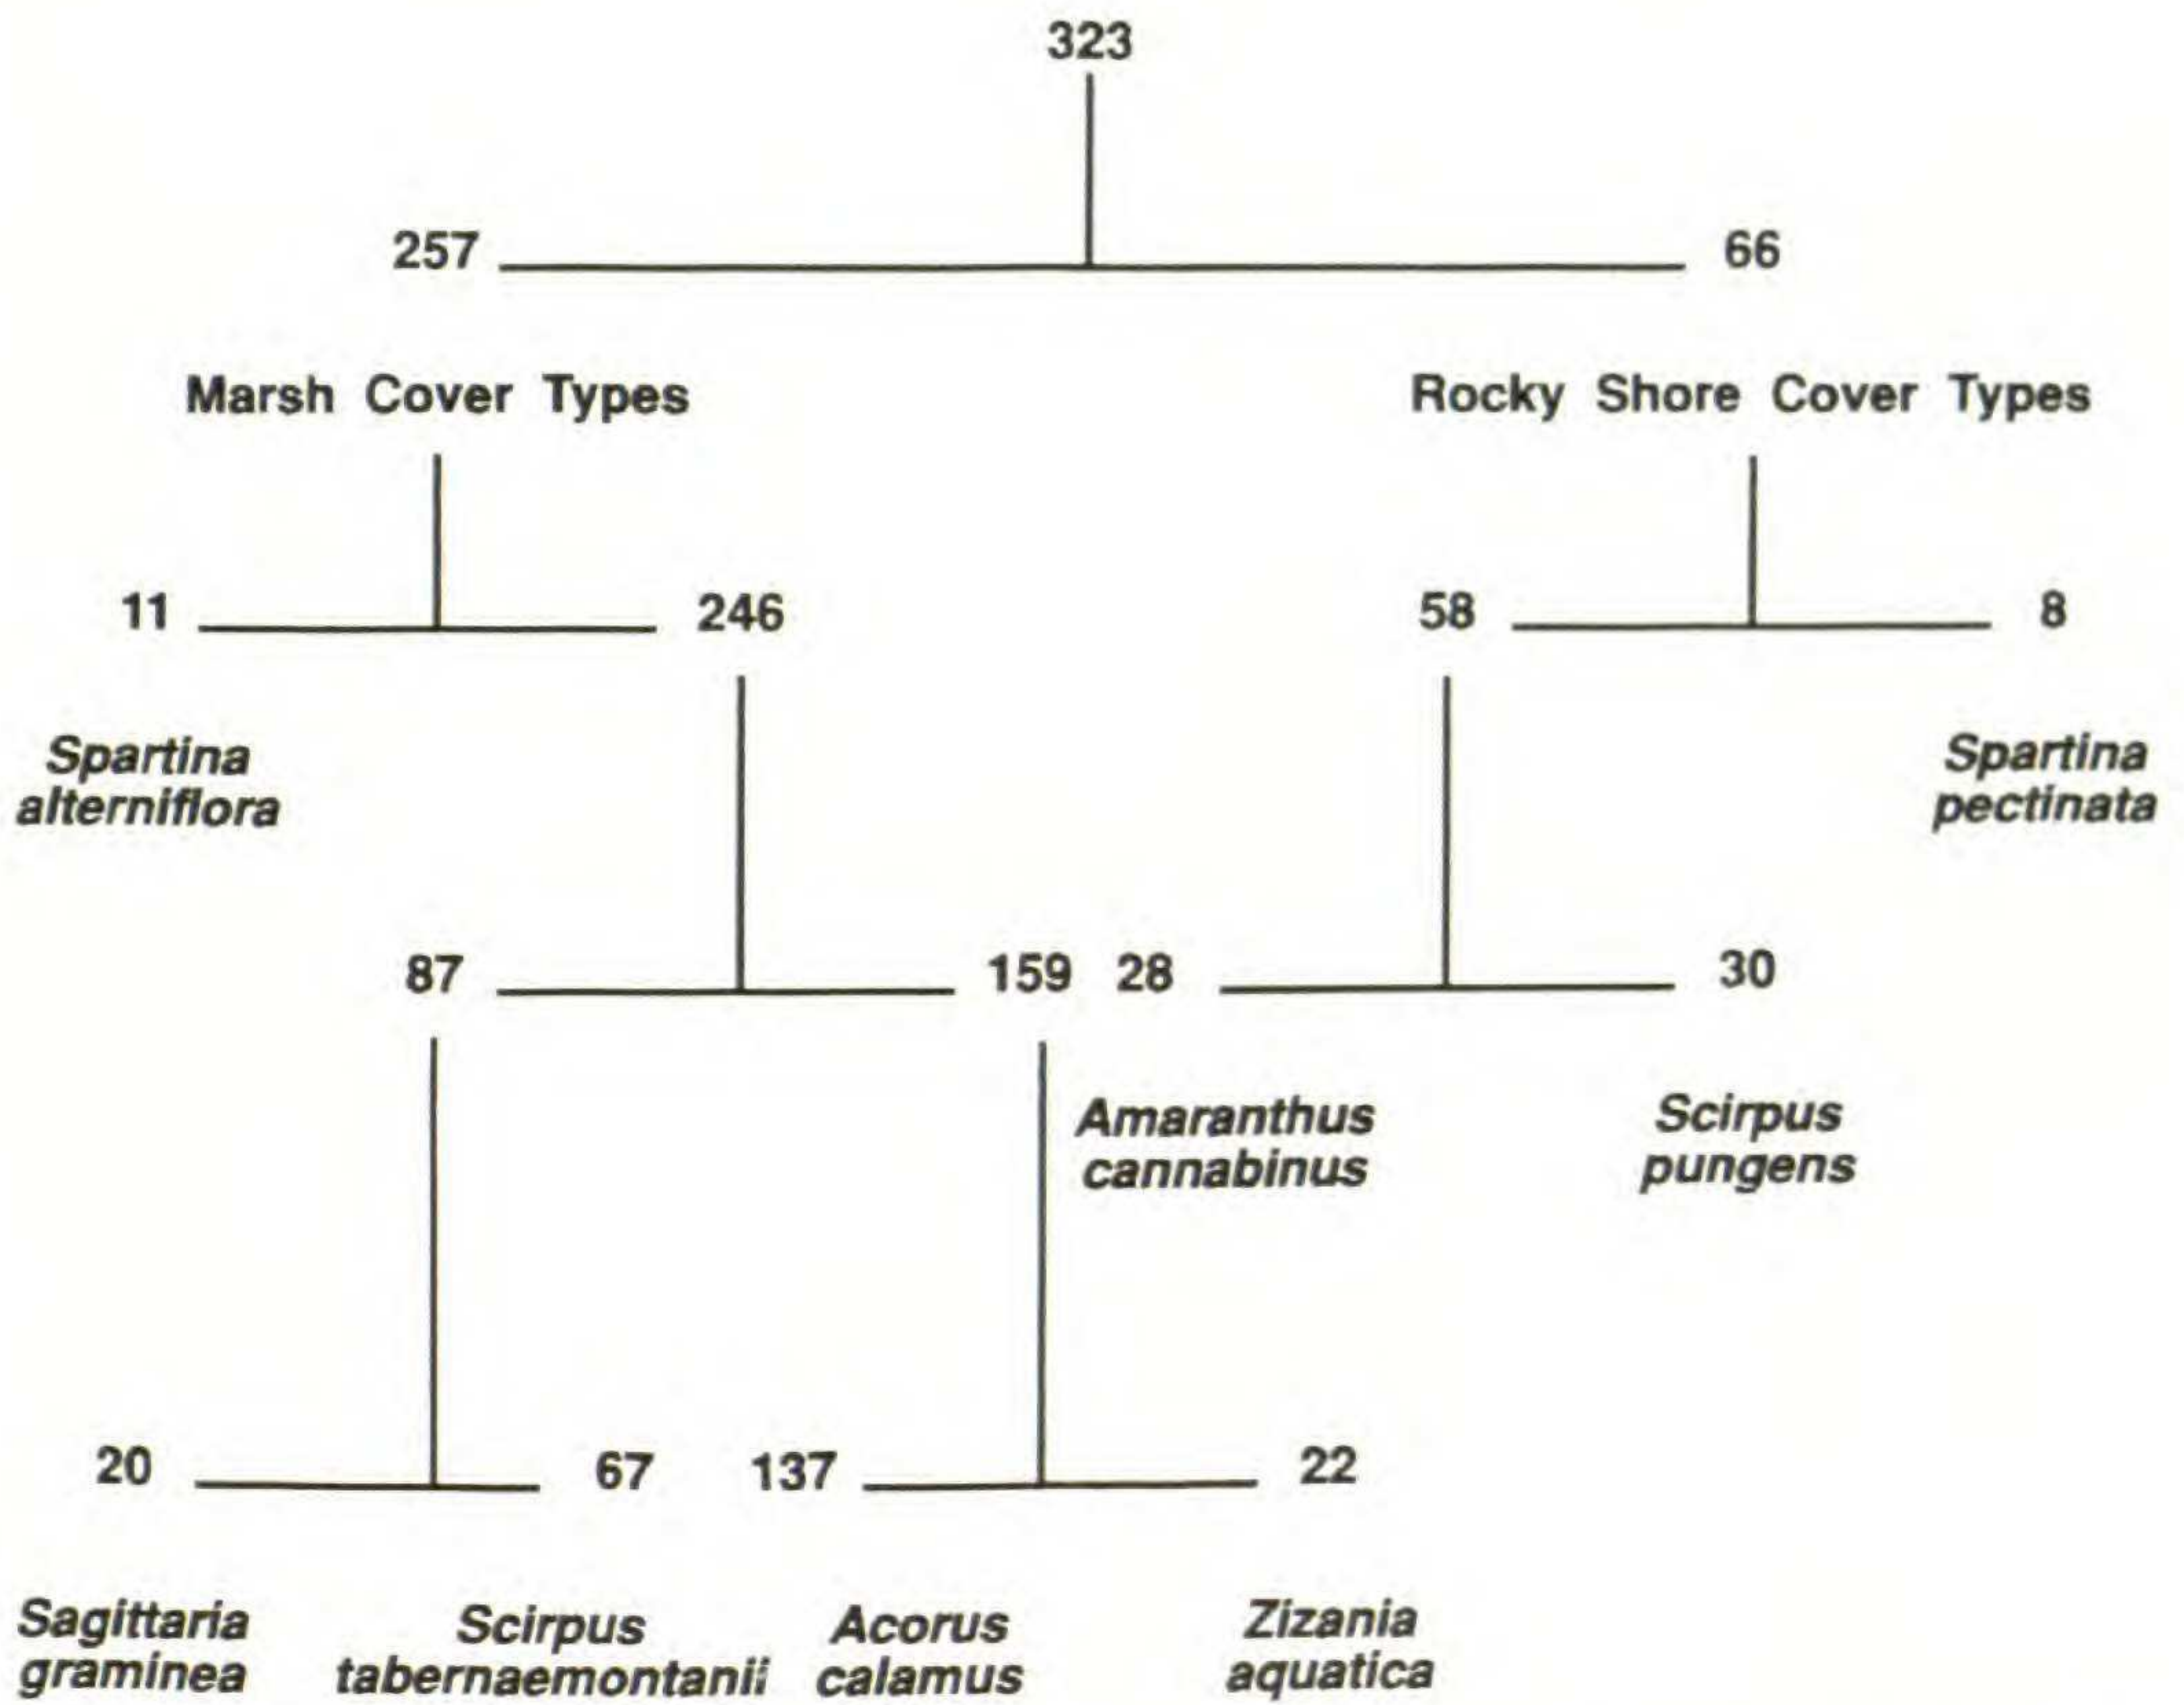 323
257 66
Marsh Cover Types Rocky Shore Cover Types
11 246 58 8
Spartina
alterniflora
Spartina
pectinata
87 159 28 30
Amaranthus
cannabinus
Scirpus
pungens
20 67 137 22
Sagittaria
graminea
Scirpus
tabernaemontanii
Acorus
calamus
Zizania
aquatica